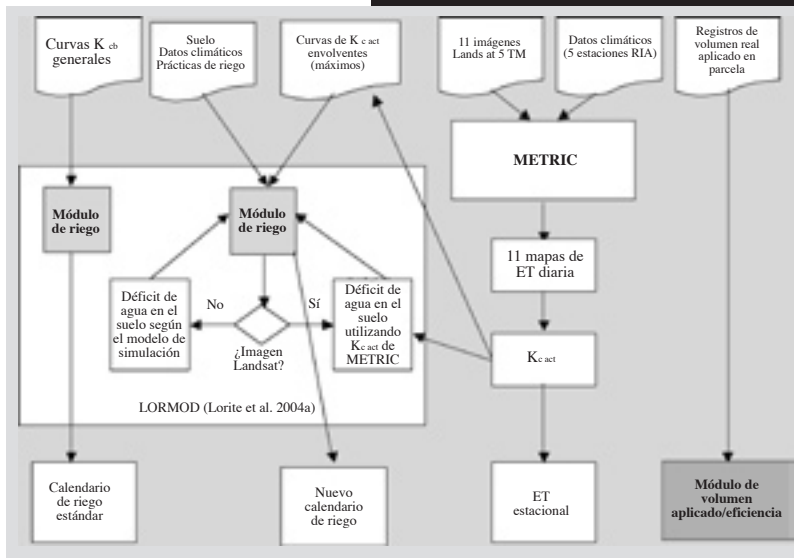 Curvas K cb
generales
Suelo
Datos climáticos
Prácticas de riego
Curvas de K c act
envolventes
(máximos)
11 imágenes
Lands at 5 TM
Datos climáticos
(5 estaciones RIA)
Registros de
volumen real
aplicado en
parcela
METRIC
Módulo
de riego
Módulo
de riego
11 mapas de
ET diaria
Déficit de
agua en el
suelo según
el modelo de
simulación
No
¿Imagen
Landsat?
Sí
Déficit de
agua en el
suelo
utilizando
Kc act de
METRIC
Kc act
LORMOD (Lorite et al. 2004a)
Calendario
de riego
estándar
Nuevo
calendario
de riego
ET
estacional
Módulo de
volumen
aplicado/eficiencia